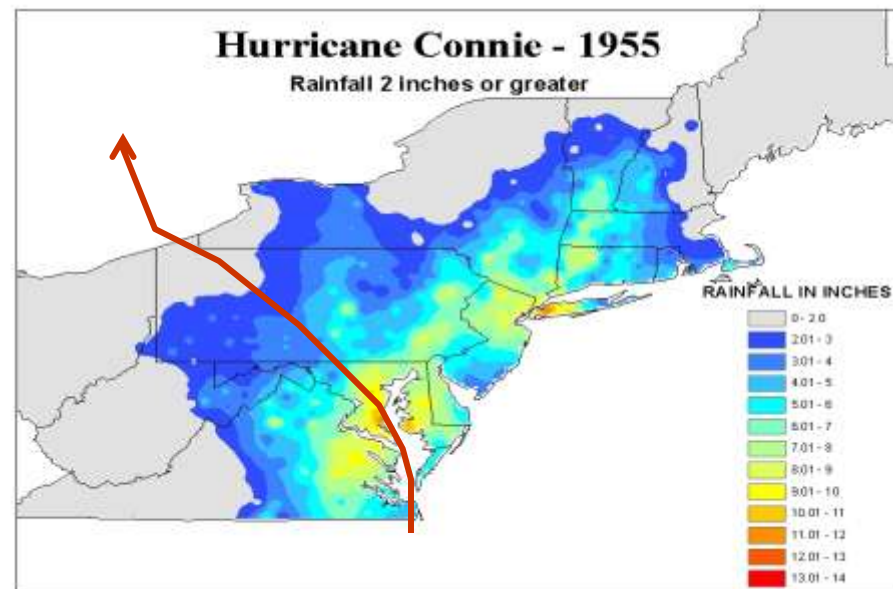 Hurricane Connie - 1955
Rainfall 2 inches or greater
RAINFALL IN INCHES
0 - 2.0
2.01 - 3
3.01 - 4
4.01 - 5
5.01 - 6
6.01 - 7
7.01 - 8
8.01 - 9
9.01 - 10
10.01 - 11
11.01 - 12
12.01 - 13
13.01 - 14